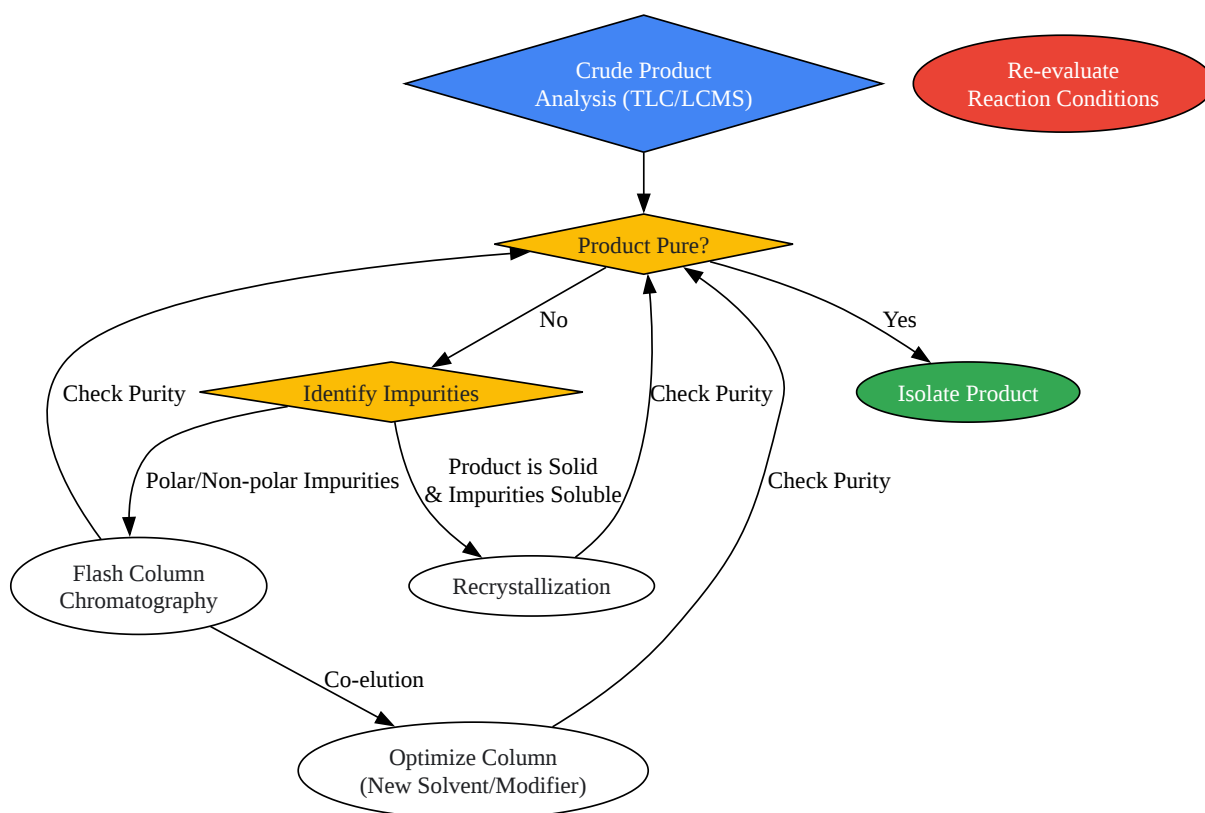 Crude Product
Analysis (TLC/LCMS)
Re-evaluate
Reaction Conditions
Product Pure?
No
Yes
Check Purity
Identify Impurities
Check Purity
Isolate Product
Polar/Non-polar Impurities
Product is Solid
& Impurities Soluble
Check Purity
Flash Column
Chromatography
Recrystallization
Co-elution
Optimize Column
(New Solvent/Modifier)